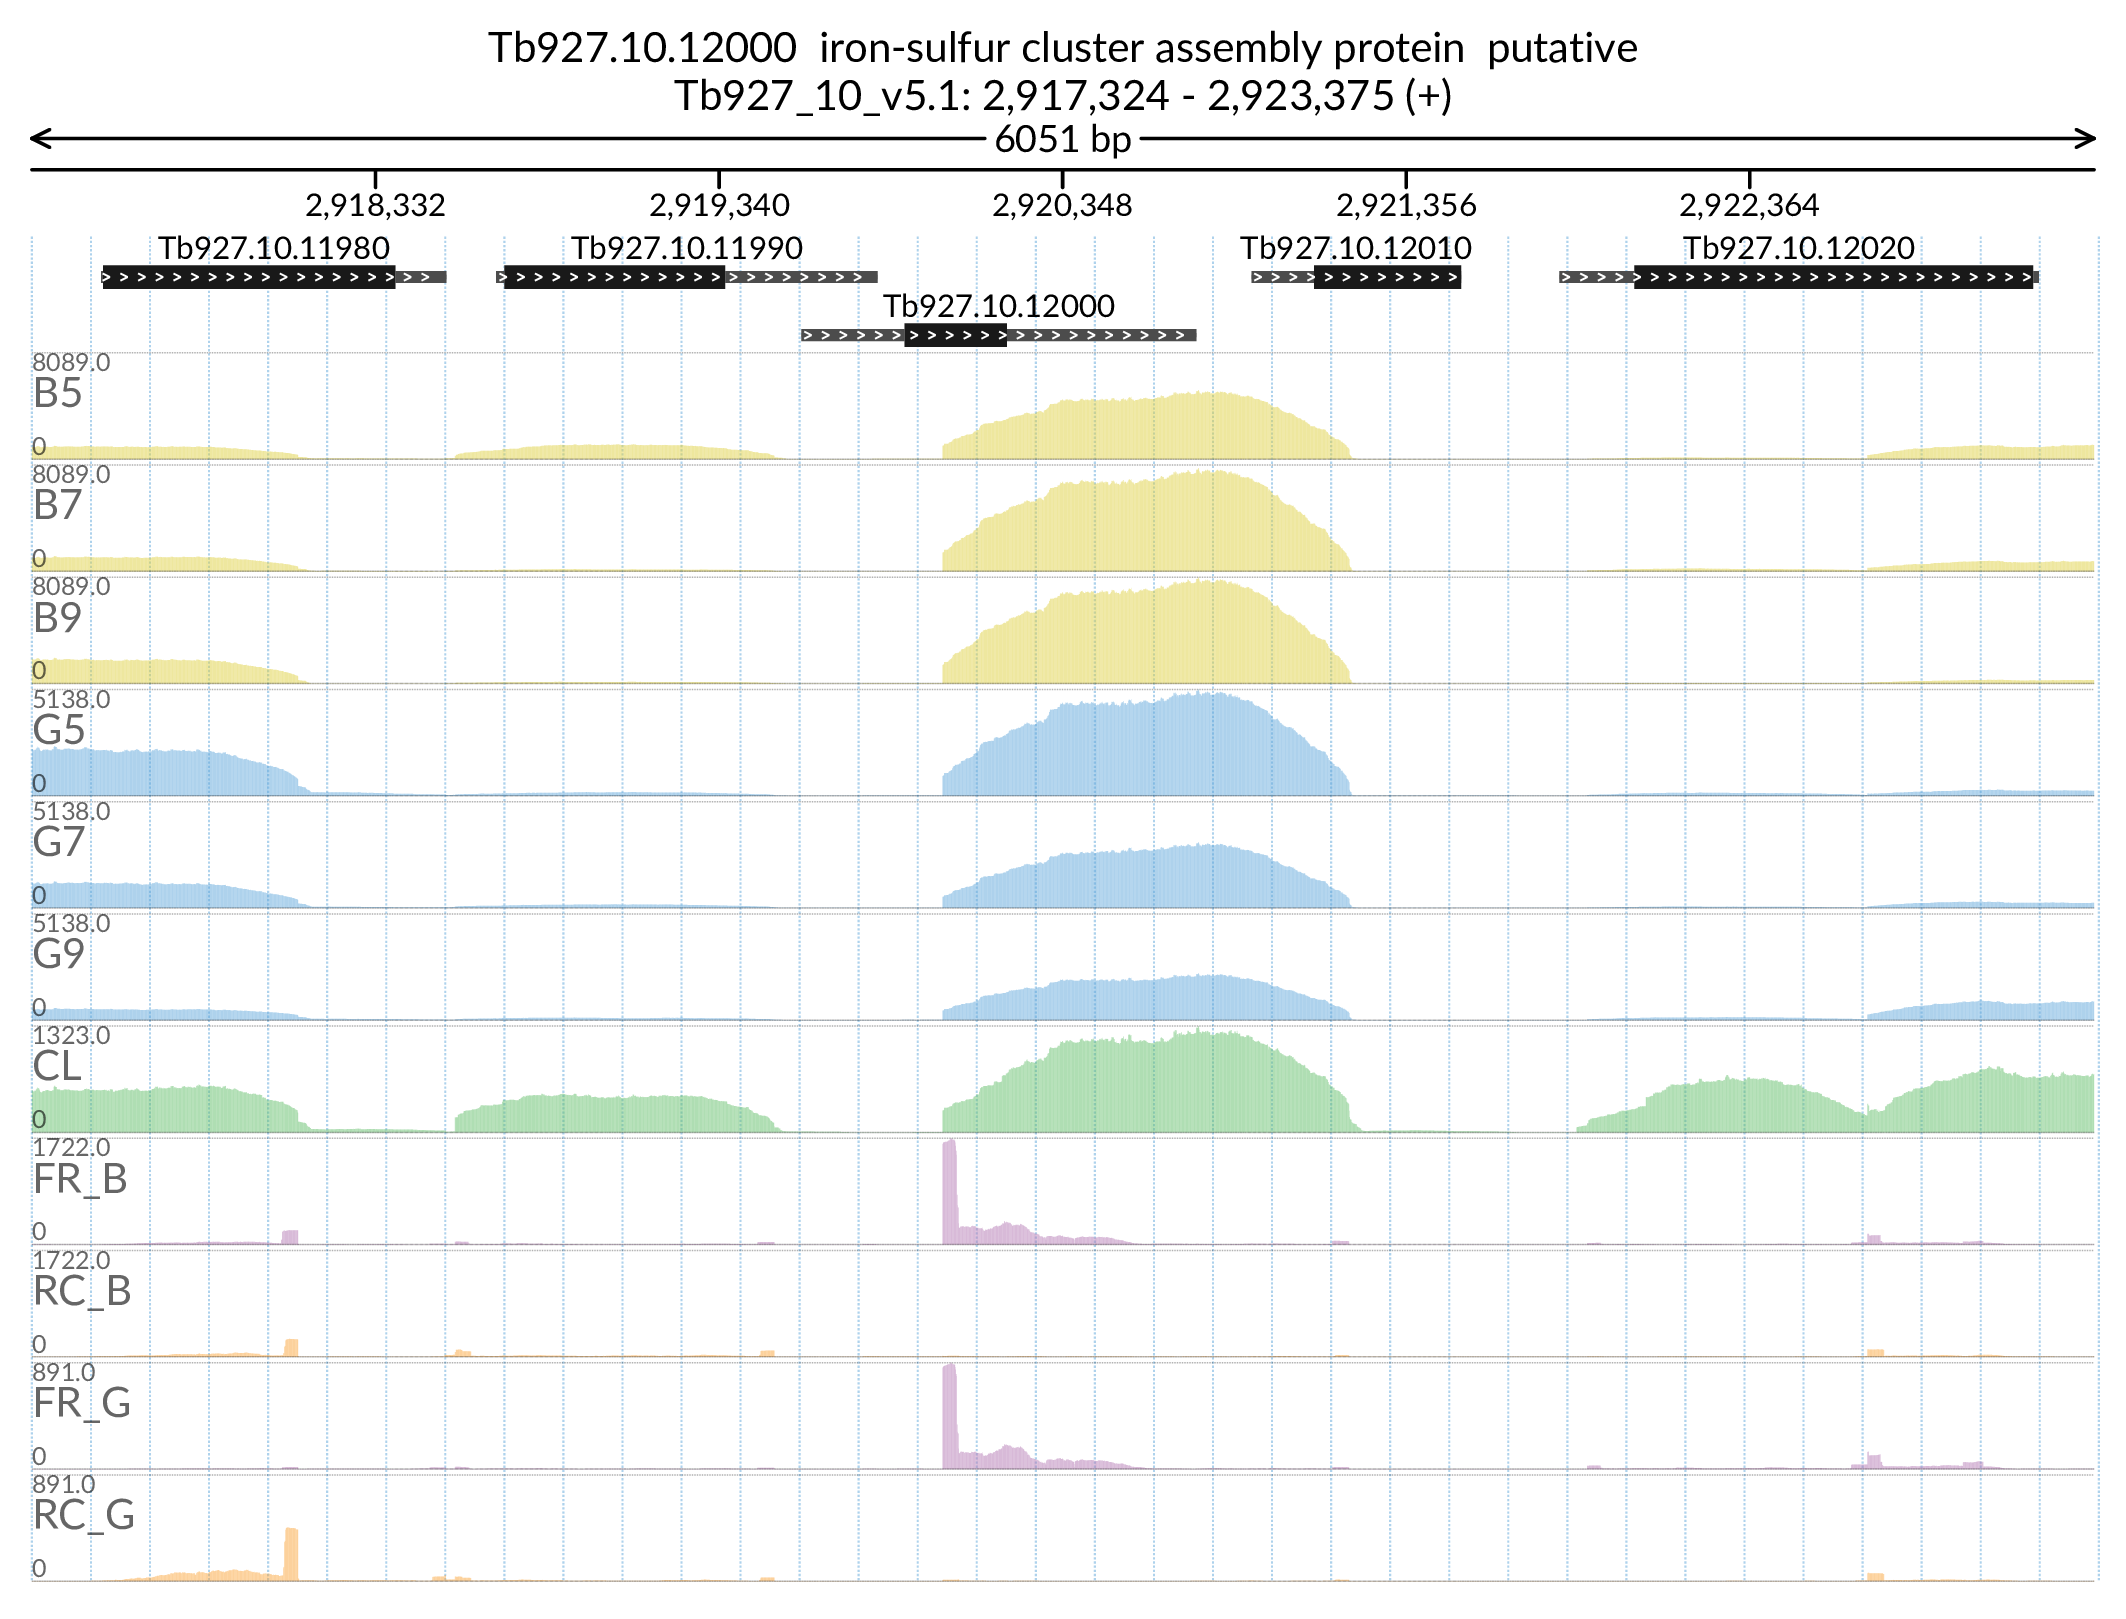 Tb927.10.12000  iron-sulfur cluster assembly protein  putative
Tb927_10_v5.1: 2,917,324 - 2,923,375 (+)
6051 bp
2,918,332 2,919,340 2,920,348 2,921,356 2,922,364
Tb927.10.11980 Tb927.10.11990 Tb927.10.12010 Tb927.10.12020
Tb927.10.12000
8089.0
B5
0
8089.0
B7
0
8089.0
B9
0
5138.0
G5
0
5138.0
G7
0
5138.0
G9
0
1323.0
CL
0
1722.0
FR_B
0
1722.0
RC_B
0
891.0
FR_G
0
891.0
RC_G
0